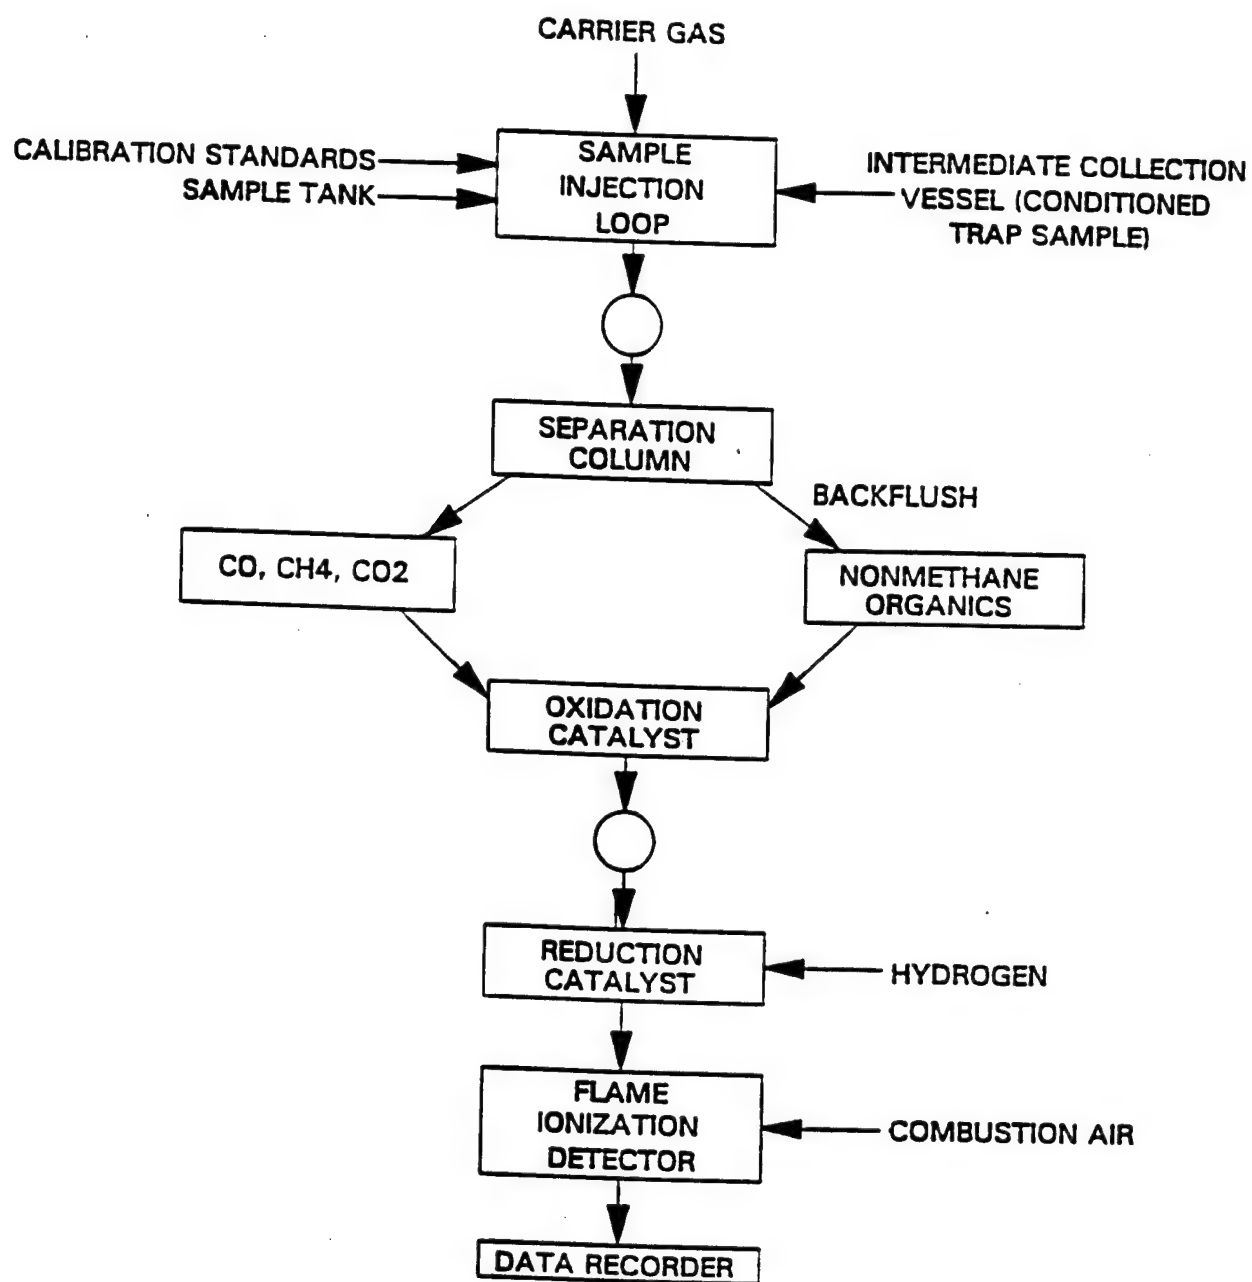 CARRIER GAS
CALIBRATION STANDARDS
SAMPLE TANK
SAMPLE
INJECTION
LOOP
INTERMEDIATE COLLECTION
VESSEL (CONDITIONED
TRAP SAMPLE)
SEPARATION
COLUMN
BACKFLUSH
CO, CH4, CO2
NONMETHANE
ORGANICS
OXIDATION
CATALYST
REDUCTION
CATALYST
HYDROGEN
FLAME
IONIZATION
DETECTOR
COMBUSTION AIR
DATA RECORDER